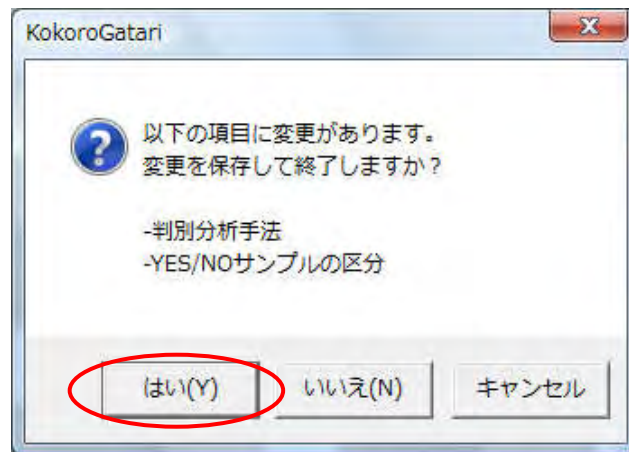 KokoroGatari
以下の項目に変更があります。
変更を保存して終了しますか？
-判別分析手法
-YES/NOサンプルの区分
はい(Y)
いいえ(N)
キャンセル